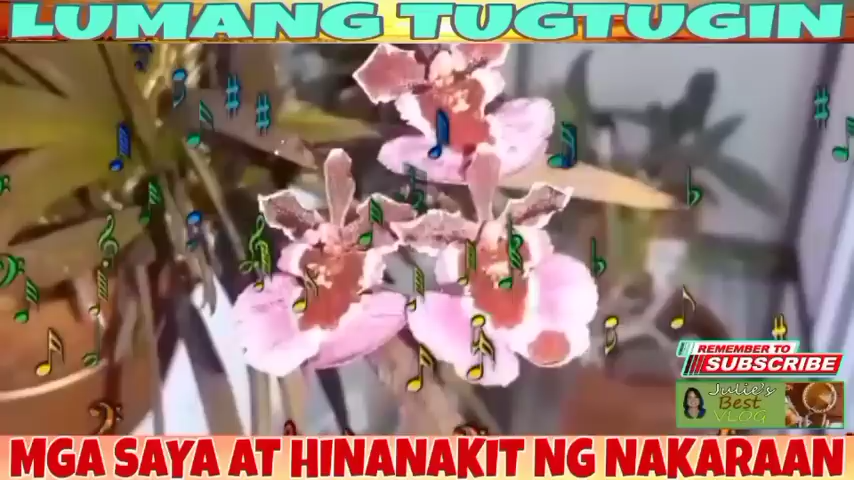 LUMANG TUGTUGIN
REMEMBER TO
SUBSCRIBE
Julie's
Best
VLOG
MGA SAYA AT HINANAKIT NG NAKARAAN